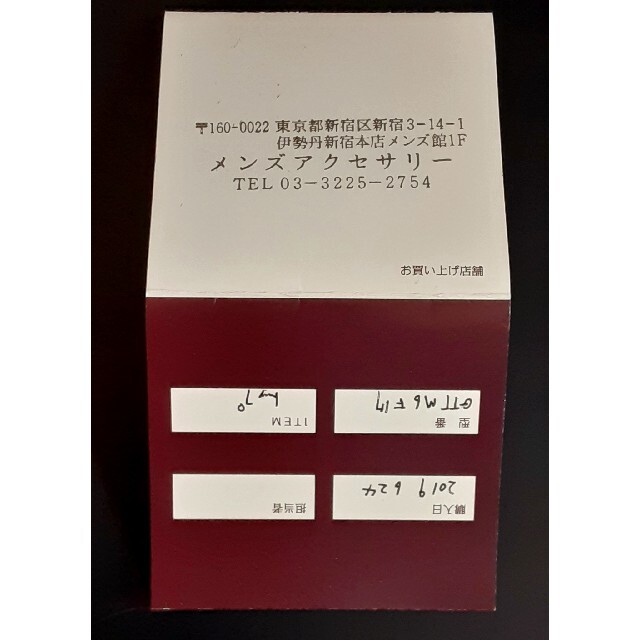 〒160-0022 東京都新宿区新宿3-14-1
伊勢丹新宿本店メンズ館1F
メンズアクセサリー
TEL 03-3225-2754
お買い上げ店舗
購入日
2019 6 24
担当者
型番
ITEM